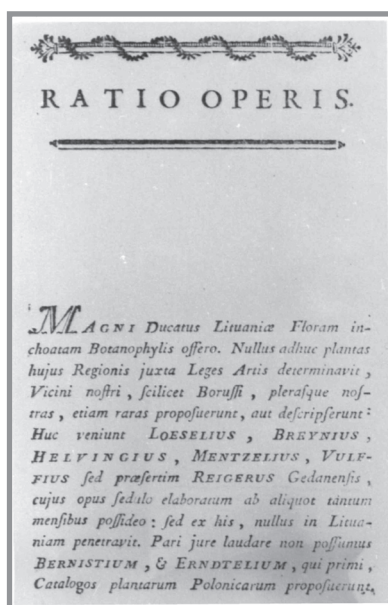 RATIO OPERIS.
MAGNI Ducatus Lituaniæ Floram in-
choatam Botanophylis offero. Nullus adhuc plantas
hujus Regionis juxta Leges Artis determinavit,
Vicini noſtri, ſcilicet Boruſſi, pleraſque noſ-
tras, etiam raras propoſuerunt, aut deſcripſerunt:
Huc veniunt LOESELIUS, BREYNIUS,
HELVINGIUS, MENTZELIUS, VULF-
FIUS ſed præſertim REIGERUS Gedanenſis,
cujus opus ſedulo elaboratum ab aliquot tantum
menſibus poſſideo: ſed ex his, nullus in Litua-
niam penetravit. Pari jure laudare non poſſumus
BERNISTIUM, & ERNDTELIUM, qui primi,
Catalogos plantarum Polonicarum propoſuerunt,